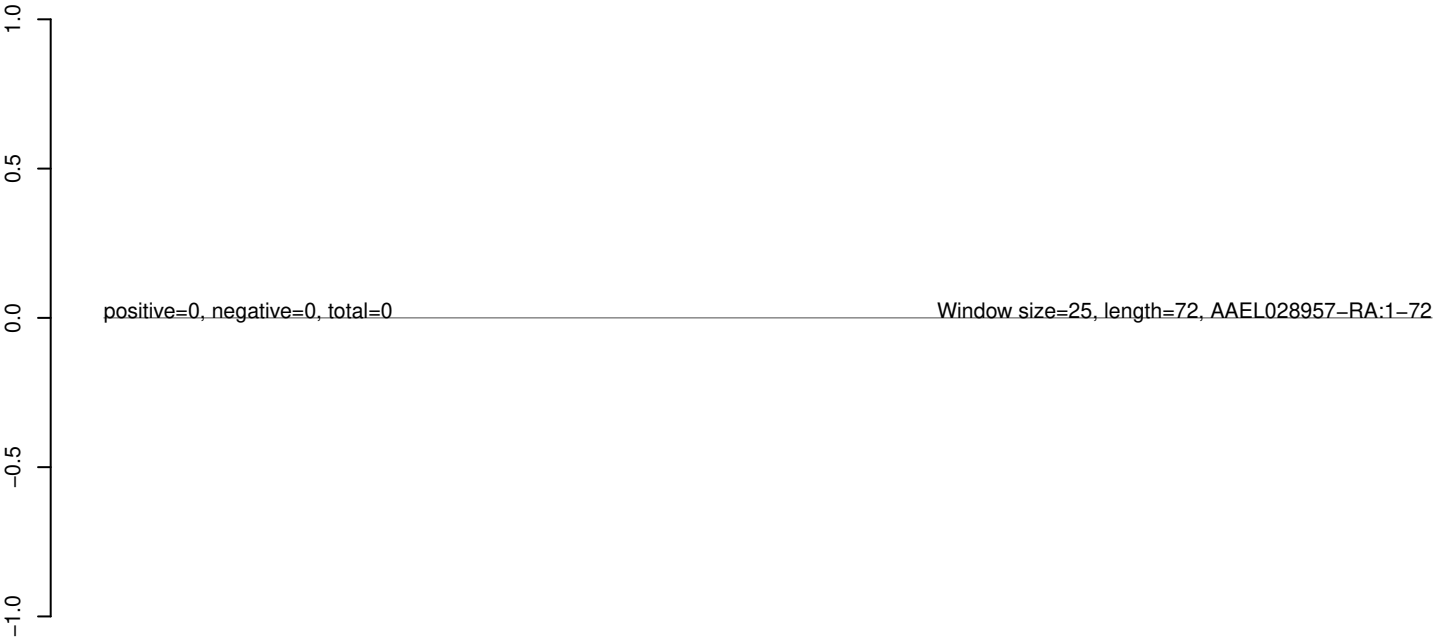 1.0
0.5
0.0
−0.5
−1.0
positive=0, negative=0, total=0
Window size=25, length=72, AAEL028957−RA:1−72